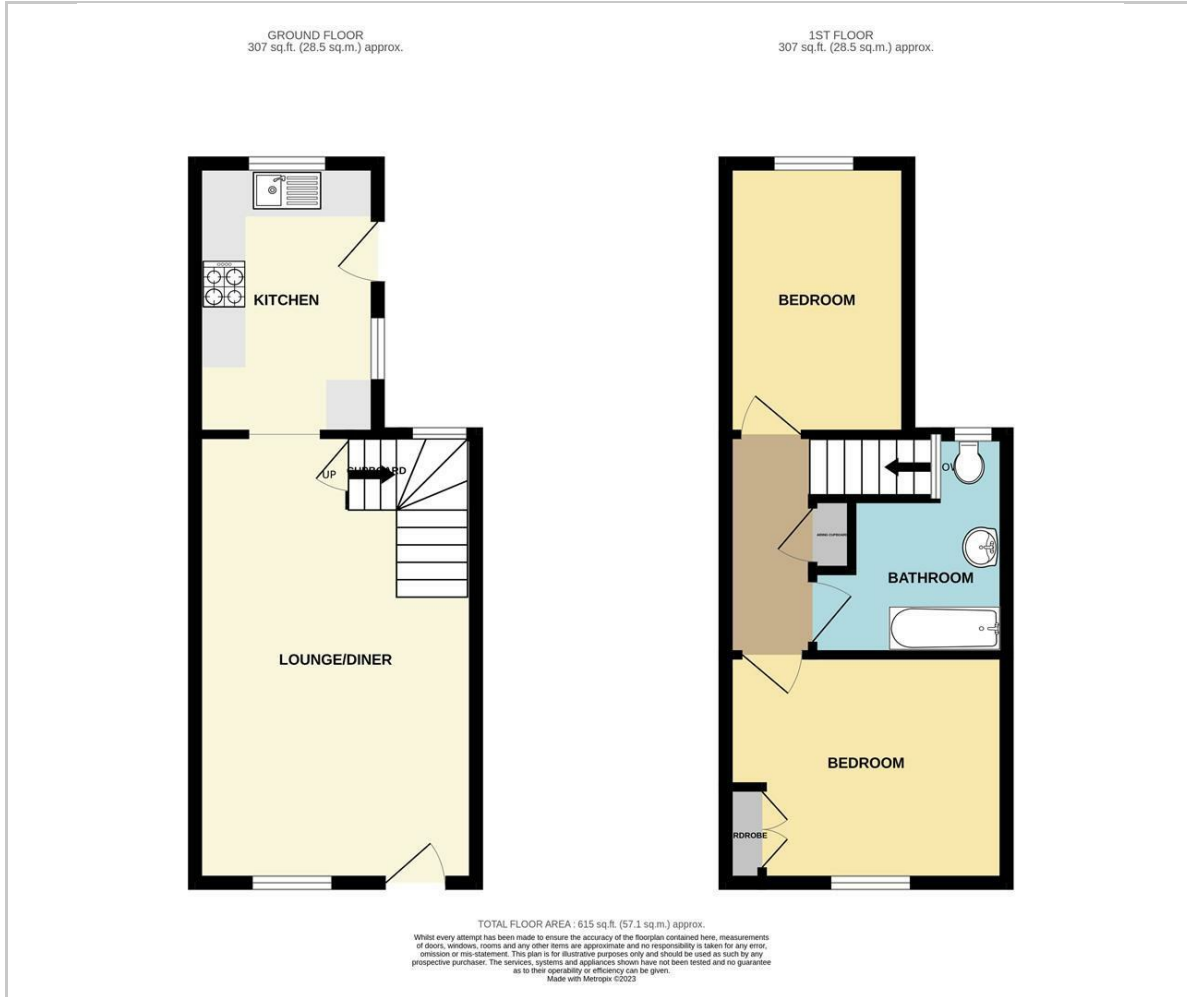 GROUND FLOOR
307 sq.ft. (28.5 sq.m.) approx.
1ST FLOOR
307 sq.ft. (28.5 sq.m.) approx.
KITCHEN
UP
CUPBOARD
LOUNGE/DINER
BEDROOM
AIRING CUPBOARD
BATHROOM
BEDROOM
RDROBE
TOTAL FLOOR AREA : 615 sq.ft. (57.1 sq.m.) approx.
Whilst every attempt has been made to ensure the accuracy of the floorplan contained here, measurements
of doors, windows, rooms and any other items are approximate and no responsibility is taken for any error,
omission or mis-statement. This plan is for illustrative purposes only and should be used as such by any
prospective purchaser. The services, systems and appliances shown have not been tested and no guarantee
as to their operability or efficiency can be given.
Made with Metropix ©2023